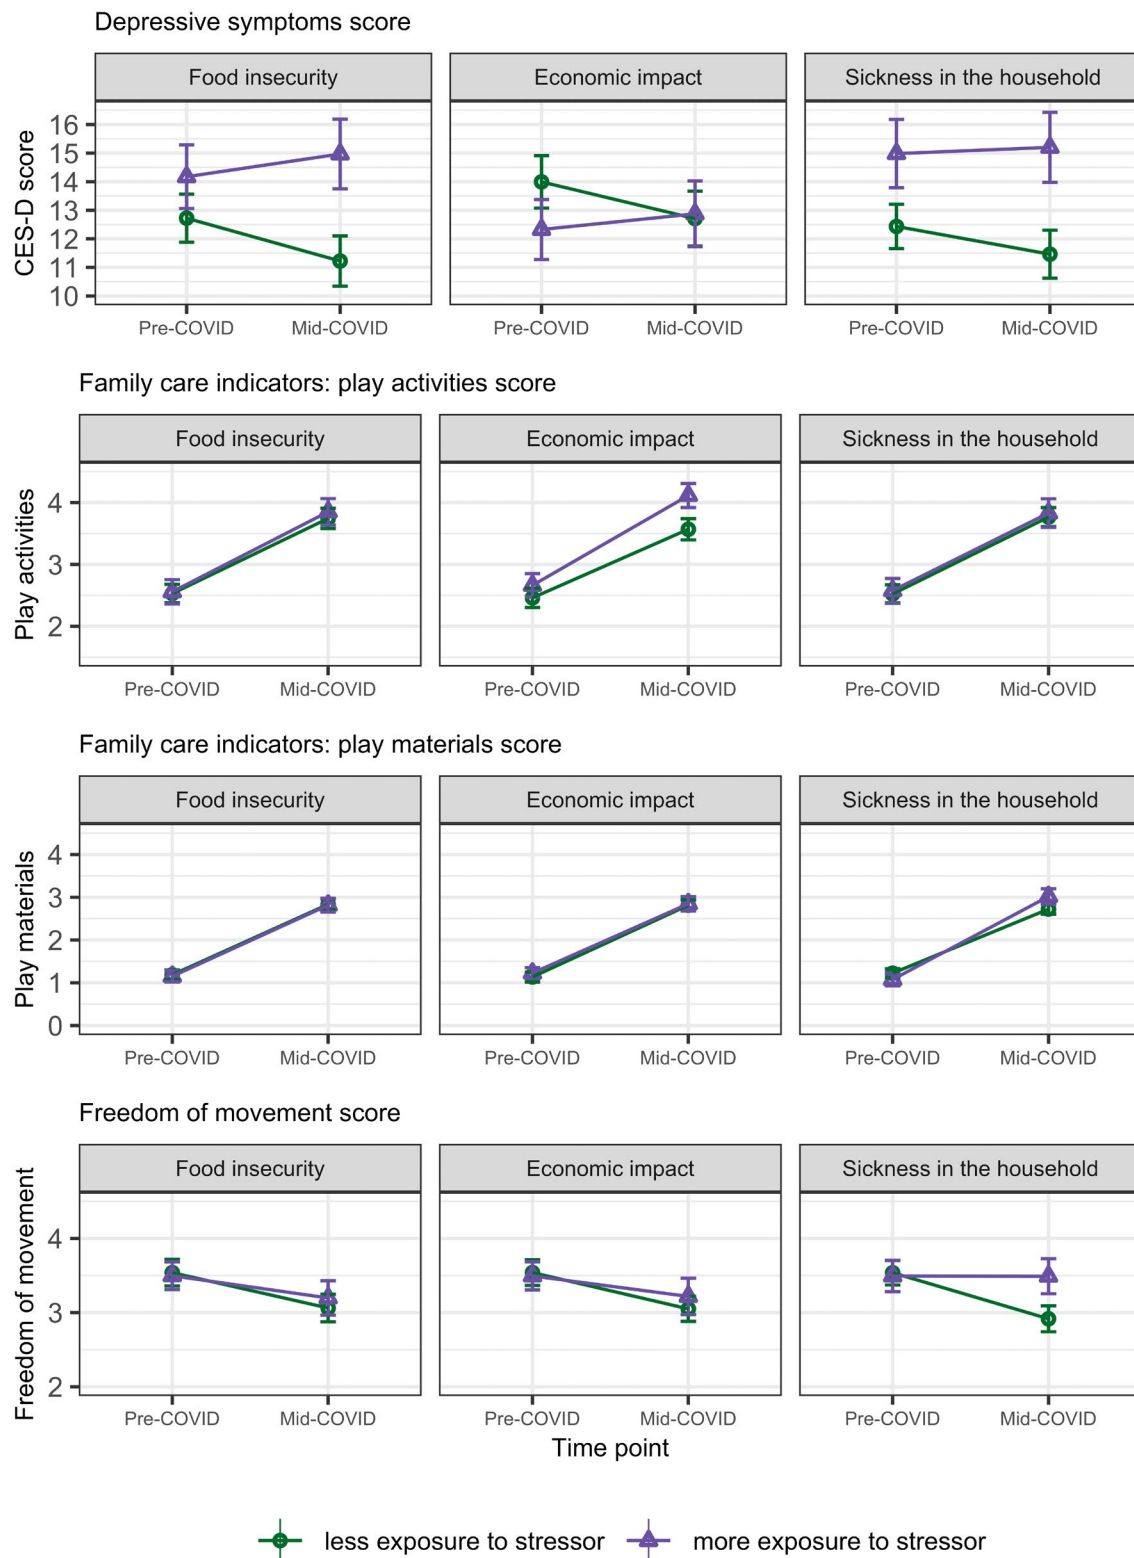 Depressive symptoms score
Food insecurity Economic impact Sickness in the household
CES-D score
16
15
14
13
12
11
10
Pre-COVID Mid-COVID Pre-COVID Mid-COVID Pre-COVID Mid-COVID
Family care indicators: play activities score
Food insecurity Economic impact Sickness in the household
Play activities
4
3
2
Pre-COVID Mid-COVID Pre-COVID Mid-COVID Pre-COVID Mid-COVID
Family care indicators: play materials score
Food insecurity Economic impact Sickness in the household
Play materials
4
3
2
1
0
Pre-COVID Mid-COVID Pre-COVID Mid-COVID Pre-COVID Mid-COVID
Freedom of movement score
Food insecurity Economic impact Sickness in the household
Freedom of movement
4
3
2
Pre-COVID Mid-COVID Pre-COVID Mid-COVID Pre-COVID Mid-COVID
Time point
less exposure to stressor more exposure to stressor